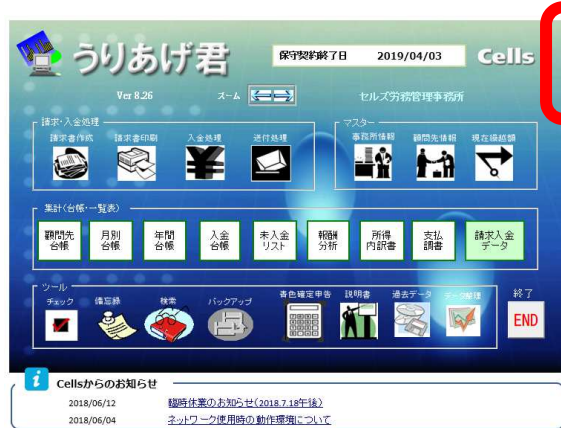 うりあげ君
保守契約終了日 2019/04/03
Cells
Ver 8.26
ズーム
セルズ労務管理事務所
請求・入金処理
請求書作成 請求書印刷 入金処理 送付処理
マスター
事務所情報 顧問先情報 現在繰越額
集計(台帳・一覧表)
顧問先台帳 月別台帳 年間台帳 入金台帳 未入金リスト 報酬分析 所得内訳書 支払調書 請求入金データ
ツール
チェック 備忘録 検索 バックアップ 青色確定申告 説明書 過去データ データ整理 終了
END
Cellsからのお知らせ
2018/06/12 臨時休業のお知らせ(2018.7.18午後)
2018/06/04 ネットワーク使用時の動作環境について